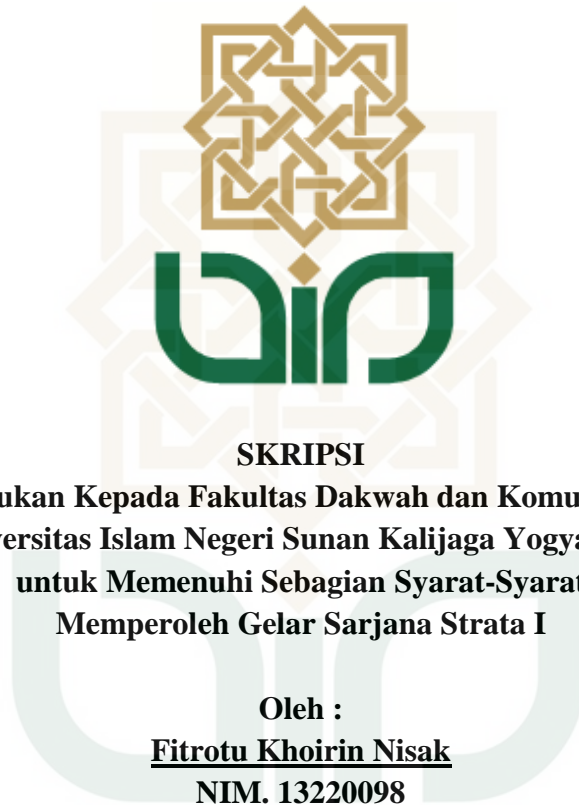 uin
SKRIPSI
ukan Kepada Fakultas Dakwah dan Komu
versitas Islam Negeri Sunan Kalijaga Yogya
untuk Memenuhi Sebagian Syarat-Syarat
Memperoleh Gelar Sarjana Strata I
Oleh :
Fitrotu Khoirin Nisak
NIM. 13220098